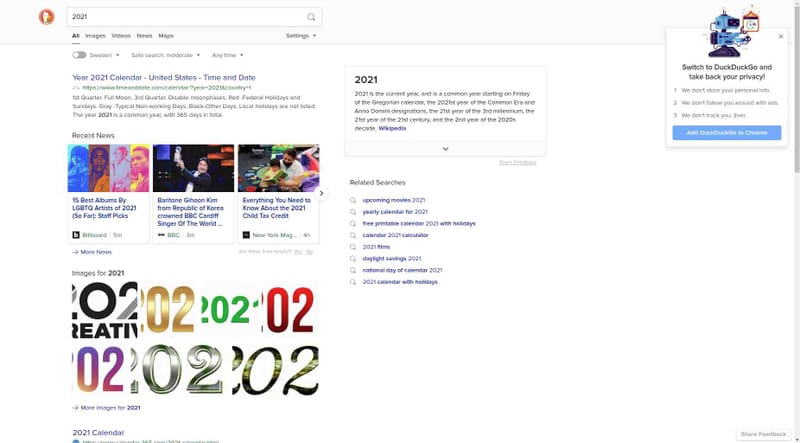 2021
All Images Videos News Maps Settings
Sweden Safe search: moderate Any time
Year 2021 Calendar - United States - Time and Date
https://www.timeanddate.com/calendar/?year=2021&country=1
1st Quarter. Full Moon. 3rd Quarter. Disable moonphases. Red -Federal Holidays and
Sundays. Gray -Typical Non-working Days. Black-Other Days. Local holidays are not listed.
The year 2021 is a common year, with 365 days in total.
Recent News
15 Best Albums By
LGBTQ Artists of 2021
(So Far): Staff Picks
Billboard 5m
Baritone Gihoon Kim
from Republic of Korea
crowned BBC Cardiff
Singer Of The World ...
BBC 3m
Everything You Need to
Know About the 2021
Child Tax Credit
New York Mag... 4h
More News
Are these links helpful? Yes No
Images for 2021
202
CREATIV
202
2021
202
202
202
202
More Images for 2021
2021 Calendar
2021
2021 is the current year, and is a common year starting on Friday
of the Gregorian calendar, the 2021st year of the Common Era and
Anno Domini designations, the 21st year of the 3rd millennium, the
21st year of the 21st century, and the 2nd year of the 2020s
decade. Wikipedia
Share Feedback
Related Searches
upcoming movies 2021
yearly calendar for 2021
free printable calendar 2021 with holidays
calendar 2021 calculator
2021 films
daylight savings 2021
national day of calendar 2021
2021 calendar with holidays
Switch to DuckDuckGo and
take back your privacy!
1 We don't store your personal info.
2 We don't follow you around with ads.
3 We don't track you. Ever.
Add DuckDuckGo to Chrome
Share Feedback